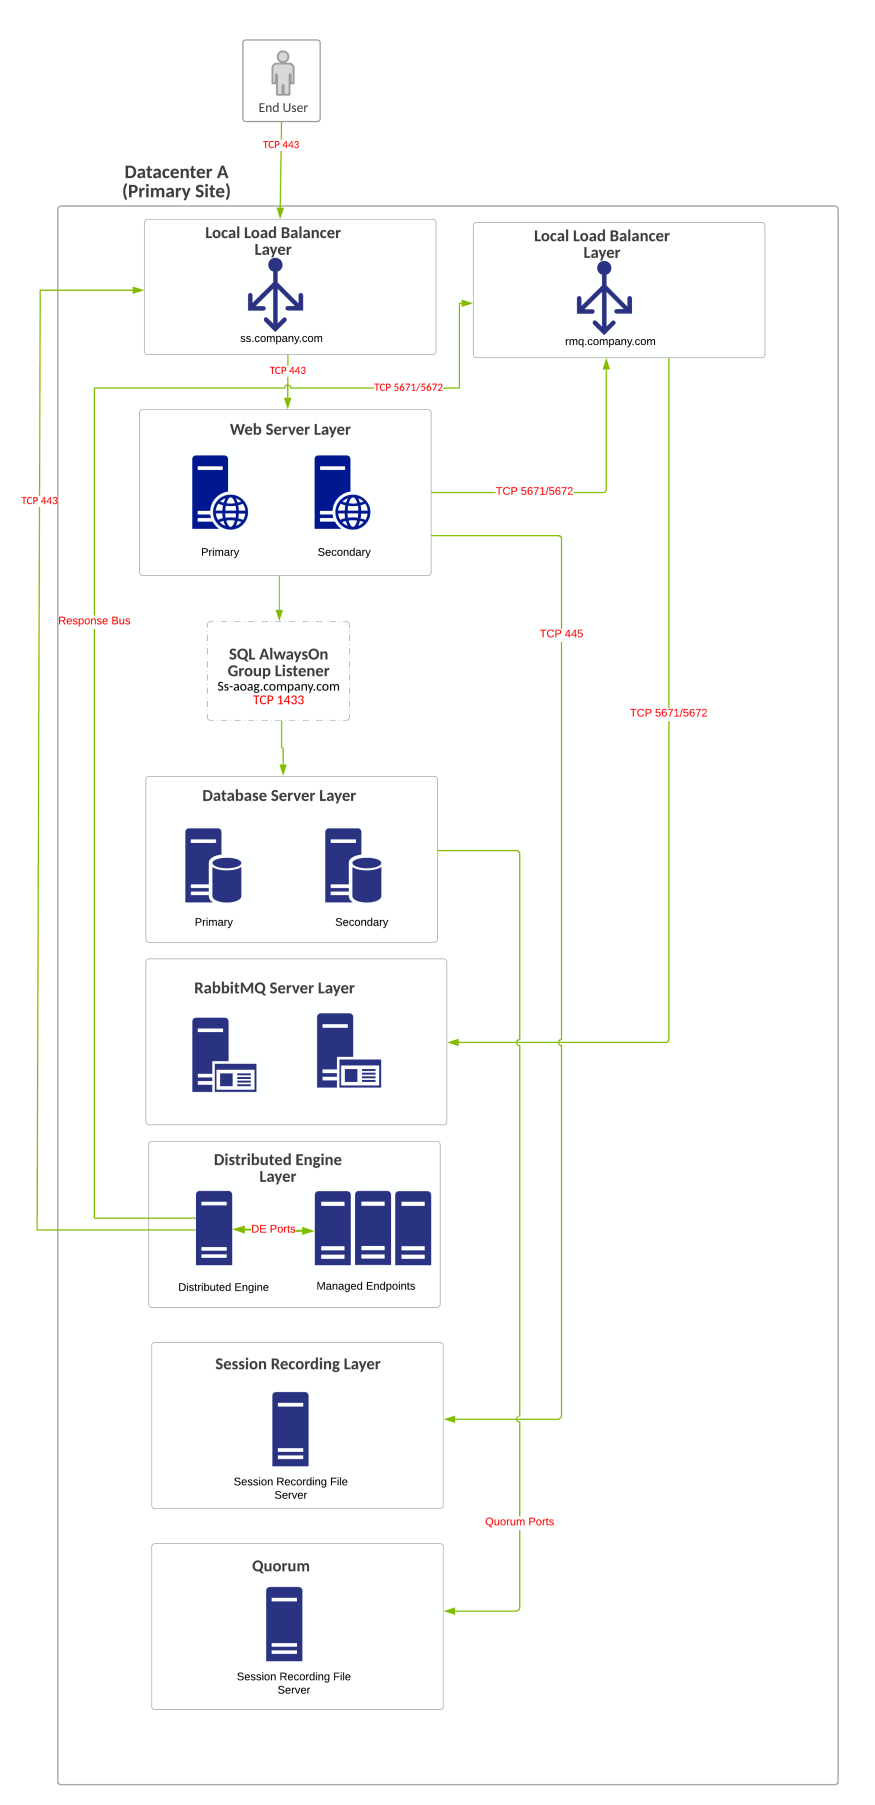 End User
TCP 443
Datacenter A
(Primary Site)
Local Load Balancer
Layer
ss.company.com
Local Load Balancer
Layer
rmq.company.com
TCP 443
TCP 5671/5672
Web Server Layer
Primary
Secondary
TCP 5671/5672
TCP 443
Response Bus
TCP 445
SQL AlwaysOn
Group Listener
Ss-aoag.company.com
TCP 1433
TCP 5671/5672
Database Server Layer
Primary
Secondary
RabbitMQ Server Layer
Distributed Engine
Layer
DE Ports
Distributed Engine
Managed Endpoints
Session Recording Layer
Session Recording File
Server
Quorum Ports
Quorum
Session Recording File
Server